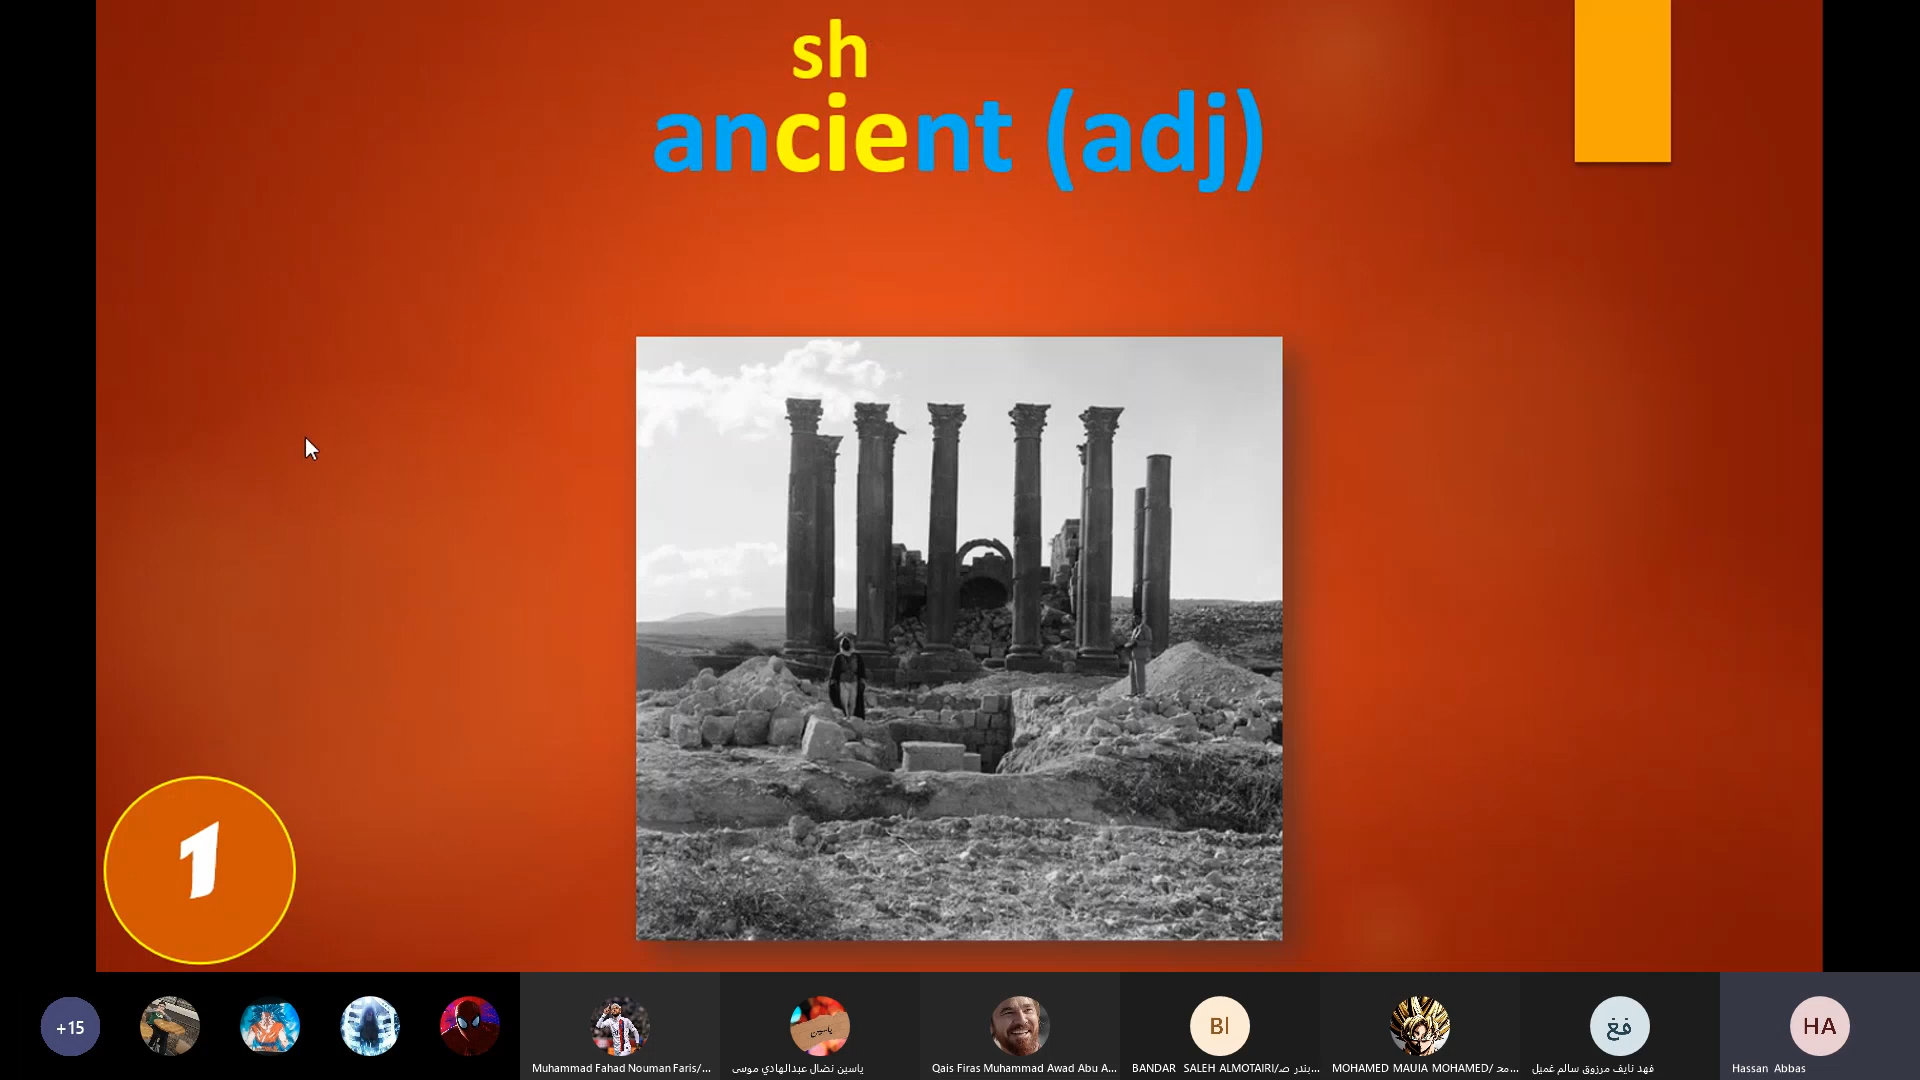 sh
ancient (adj)
1
+15
Muhammad Fahad Nouman Faris/...
ياسين
ياسين نضال عبدالهادي موسى
Qais Firas Muhammad Awad Abu A...
BI
BANDAR SALEH ALMOTAIRI/بندر صـ...
MOHAMED MAUIA MOHAMED/ محـ...
فغ
فهد نايف مرزوق سالم غميل
HA
Hassan Abbas